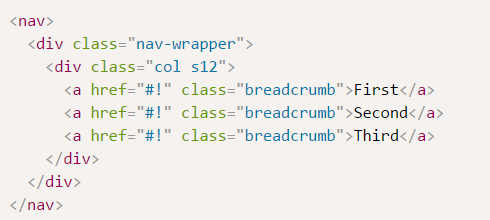 <nav>
  <div class="nav-wrapper">
    <div class="col s12">
      <a href="#!" class="breadcrumb">First</a>
      <a href="#!" class="breadcrumb">Second</a>
      <a href="#!" class="breadcrumb">Third</a>
    </div>
  </div>
</nav>